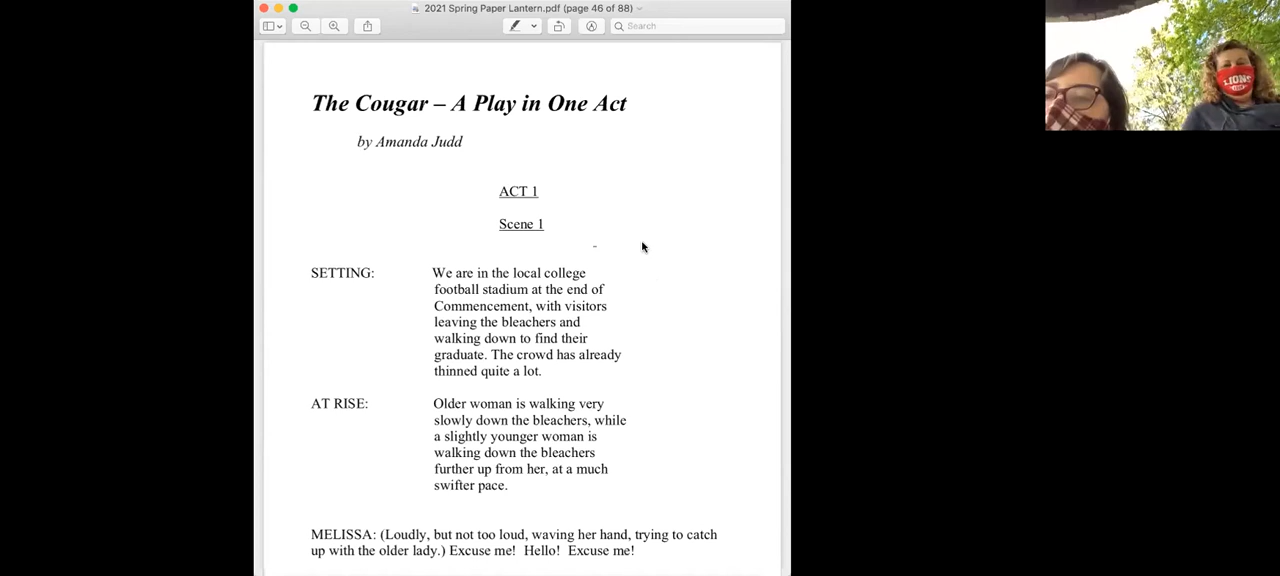 2021 Spring Paper Lantern.pdf (page 46 of 88)
Search
The Cougar – A Play in One Act
by Amanda Judd
ACT 1
Scene 1
SETTING: We are in the local college
football stadium at the end of
Commencement, with visitors
leaving the bleachers and
walking down to find their
graduate. The crowd has already
thinned quite a lot.
AT RISE: Older woman is walking very
slowly down the bleachers, while
a slightly younger woman is
walking down the bleachers
further up from her, at a much
swifter pace.
MELISSA: (Loudly, but not too loud, waving her hand, trying to catch
up with the older lady.) Excuse me!  Hello!  Excuse me!
LIONS